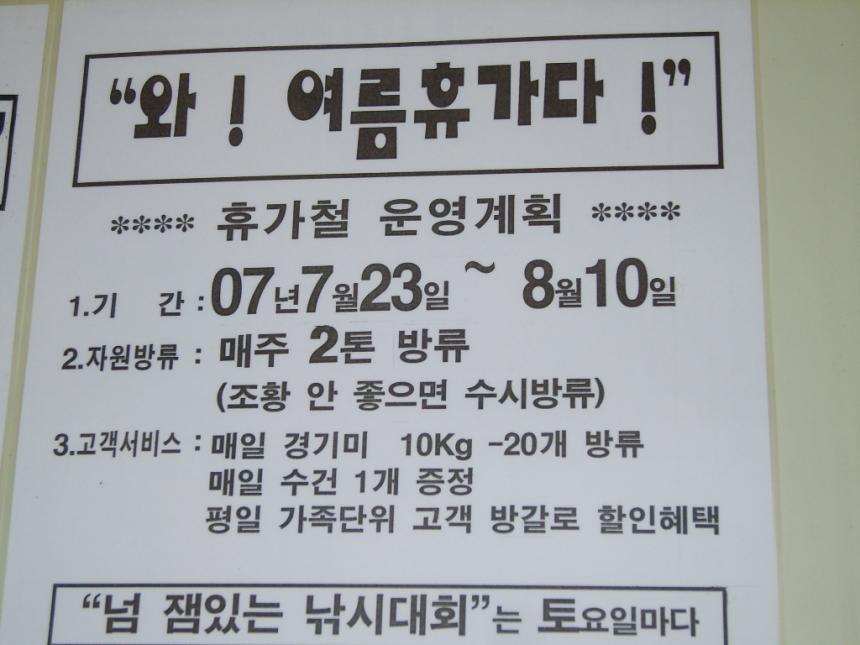 “와 ! 여름휴가다 !”
**** 휴가철 운영계획 ****
1.기 간 : 07년7월23일 ~ 8월10일
2.자원방류 : 매주 2톤 방류
(조황 안 좋으면 수시방류)
3.고객서비스 : 매일 경기미 10Kg -20개 방류
매일 수건 1개 증정
평일 가족단위 고객 방갈로 할인혜택
“넘 잼있는 낚시대회”는 토요일마다